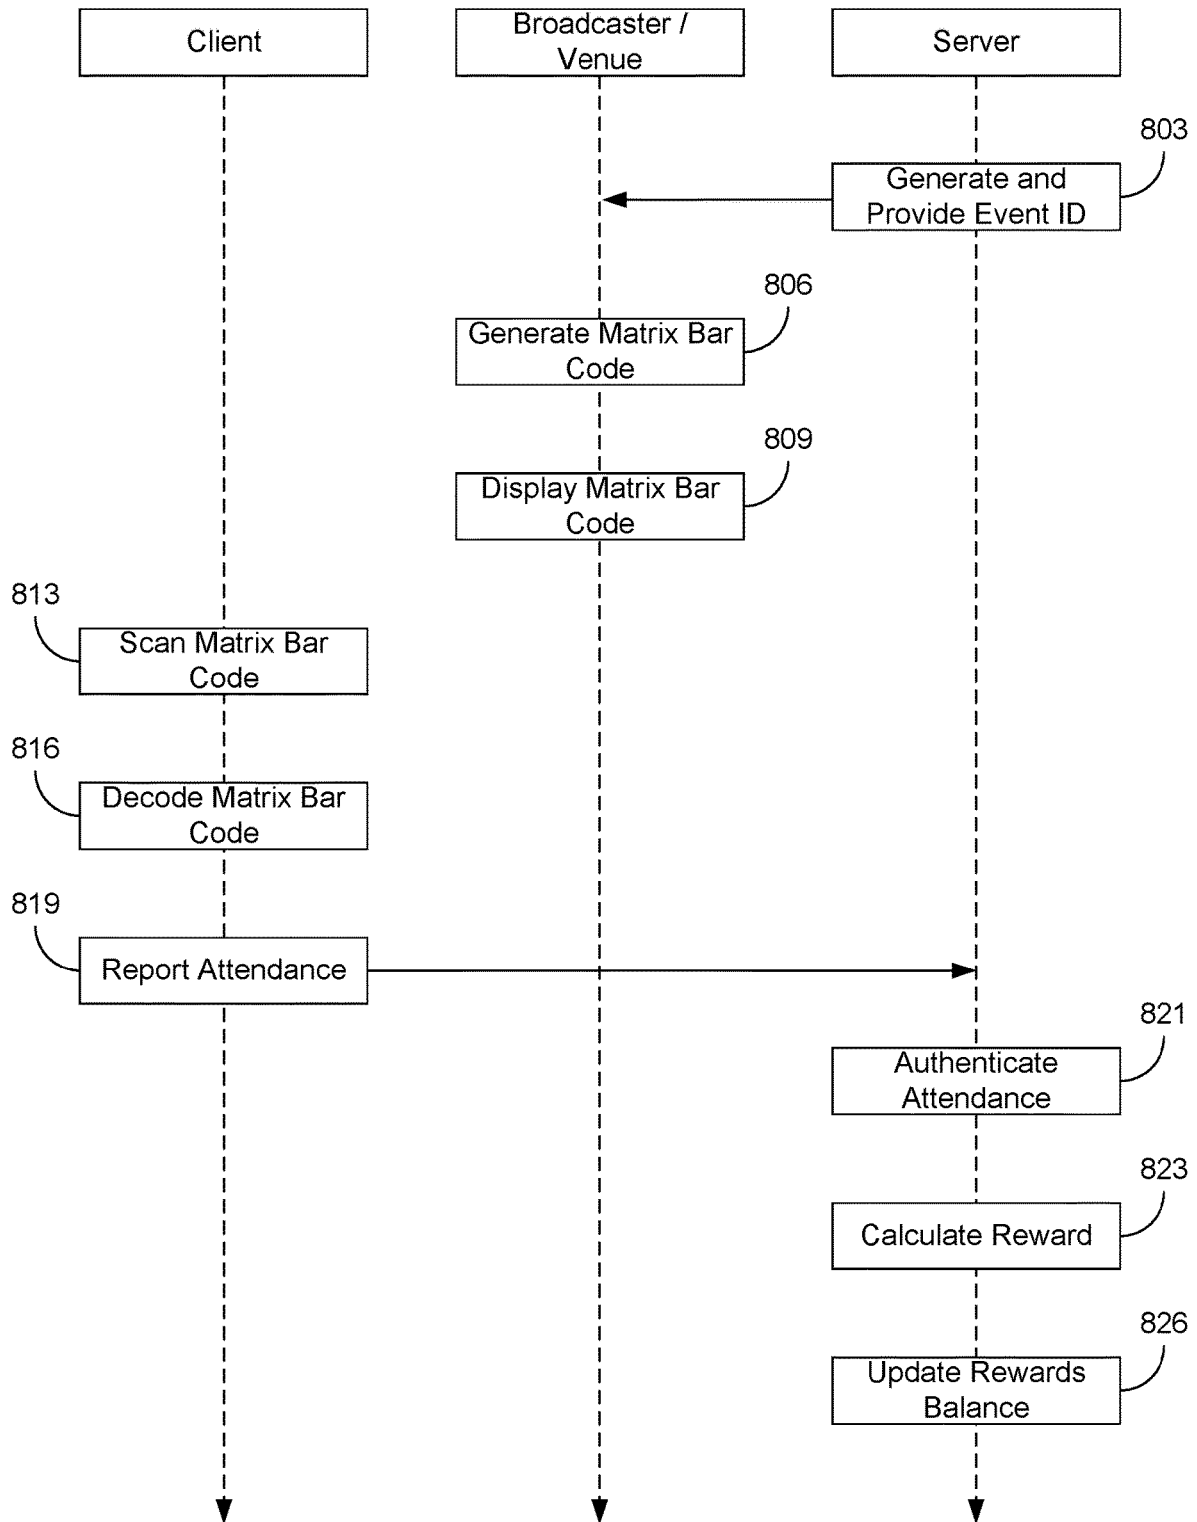 Client
Broadcaster /
Venue
Server
803
Generate and
Provide Event ID
806
Generate Matrix Bar
Code
809
Display Matrix Bar
Code
813
Scan Matrix Bar
Code
816
Decode Matrix Bar
Code
819
Report Attendance
821
Authenticate
Attendance
823
Calculate Reward
826
Update Rewards
Balance